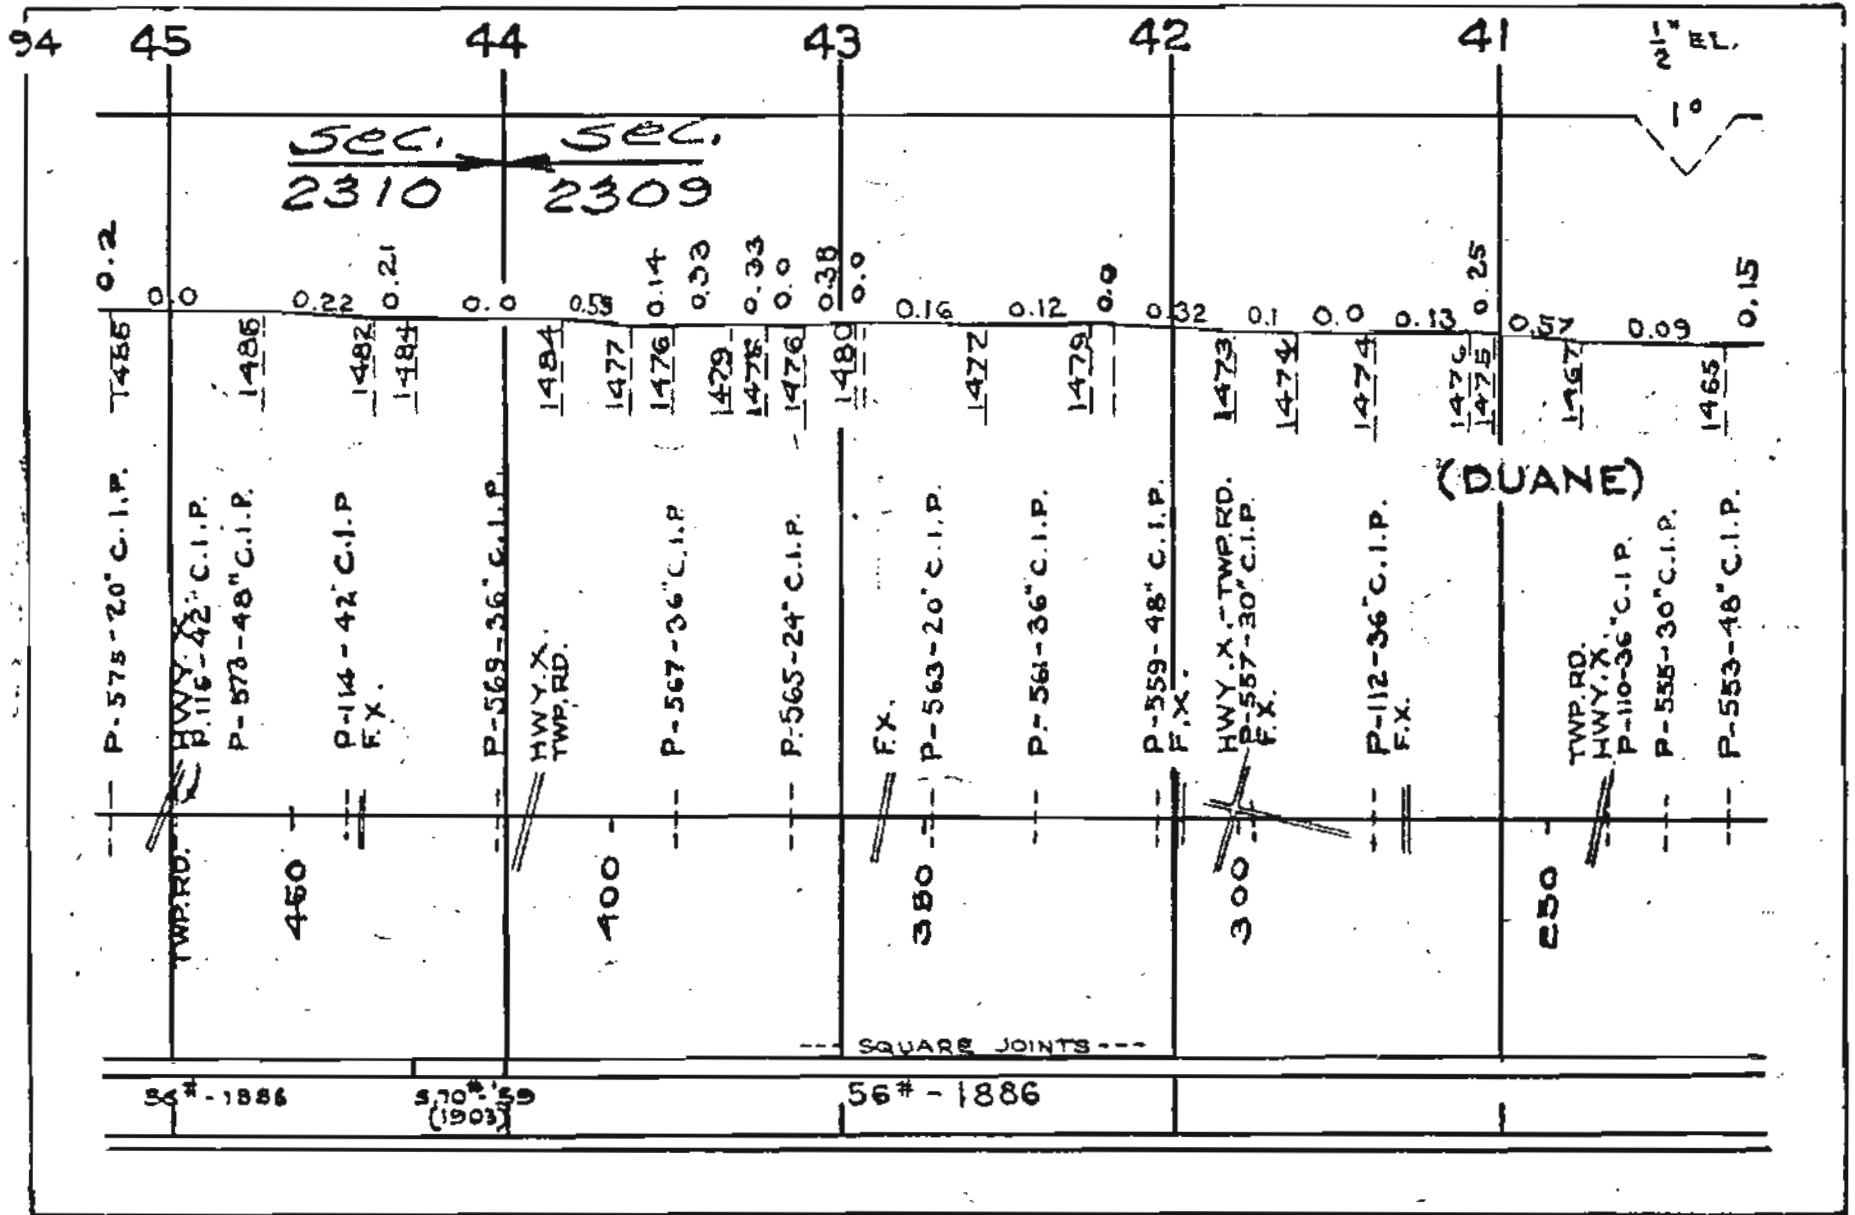 94 45 44 43 42 41 1/2" EL.
1°
SEC. SEC.
2310 2309
0.2 0.0 0.22 0.21 0.0 0.55 0.14 0.33 0.33 0.0 0.38 0.0 0.16 0.12 0.0 0.32 0.1 0.0 0.13 0.25 0.57 0.09 0.15
1485 1485 1482 1484 1484 1477 1476 1479 1478 1476 1480 1477 1479 1473 1474 1474 1476 1475 1467 1465
(DUANE)
P-575-20" C.I.P.
HWY. X.
P.116-42" C.I.P.
P-573-48" C.I.P.
P-114-42" C.I.P
F.X.
P-569-36" C.I.P.
HWY. X.
TWP. RD.
P-567-36" C.I.P.
P-565-24" C.I.P.
F.X.
P-563-20" C.I.P.
P-561-36" C.I.P.
P-559-48" C.I.P.
F.X.
HWY. X.-TWP. RD.
P-557-30" C.I.P.
F.X.
P-112-36" C.I.P.
F.X.
TWP. RD.
HWY. X.
P-110-36" C.I.P.
P-555-30" C.I.P.
P-553-48" C.I.P.
TWP. RD.
450 400 350 300 250
--- SQUARE JOINTS ---
56#-1886 56#-1886
(1903)